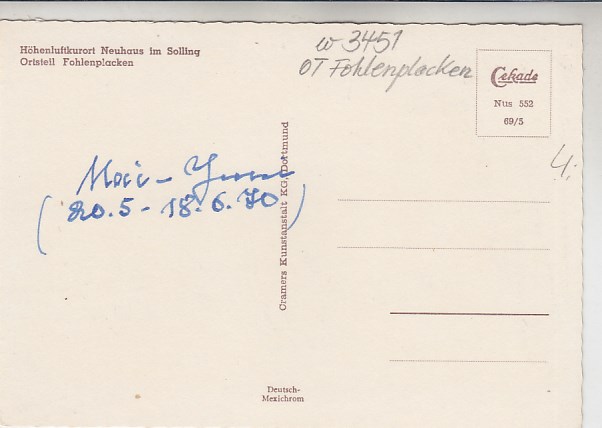 Höhenluftkurort Neuhaus im Solling
Ortsteil Fohlenplacken
w 3451
OT Fohlenplacken
Cekade
Nus 552
69/5
4,-
Mai - Juni
(20.5 - 18.6.70)
Cramers Kunstanstalt KG, Dortmund
Deutsch-
Mexichrom